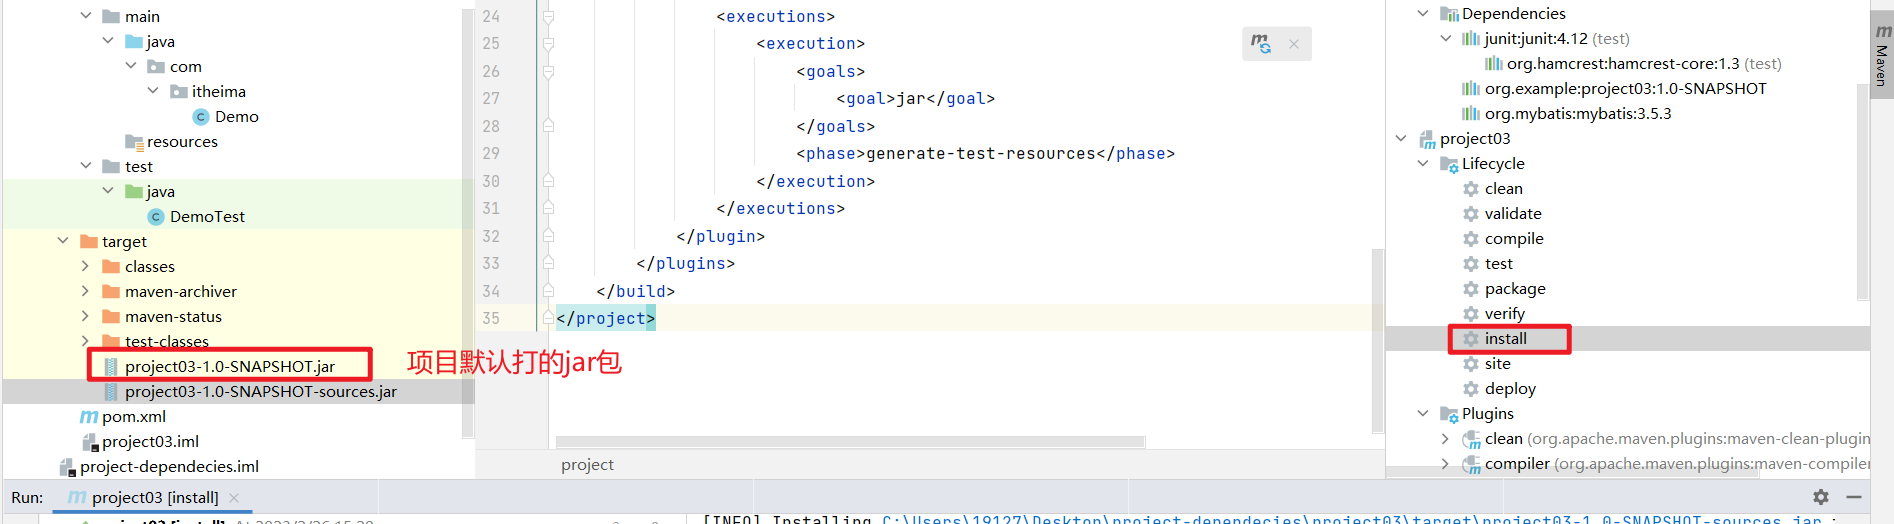 main
java
com
itheima
Demo
resources
test
java
DemoTest
target
classes
maven-archiver
maven-status
test-classes
project03-1.0-SNAPSHOT.jar
project03-1.0-SNAPSHOT-sources.jar
pom.xml
project03.iml
project-dependecies.iml
24 <executions>
25 <execution>
26 <goals>
27 <goal>jar</goal>
28 </goals>
29 <phase>generate-test-resources</phase>
30 </execution>
31 </executions>
32 </plugin>
33 </plugins>
34 </build>
35 </project>
项目默认打的jar包
project
Dependencies
junit:junit:4.12 (test)
org.hamcrest:hamcrest-core:1.3 (test)
org.example:project03:1.0-SNAPSHOT
org.mybatis:mybatis:3.5.3
project03
Lifecycle
clean
validate
compile
test
package
verify
install
site
deploy
Plugins
clean (org.apache.maven.plugins:maven-clean-plugin
compiler (org.apache.maven.plugins:maven-compiler
Maven
Run: project03 [install]
project03 [install]
[INFO] Installing C:\Users\19127\Desktop\project-dependecies\project03\target\project03-1.0-SNAPSHOT-sources.jar